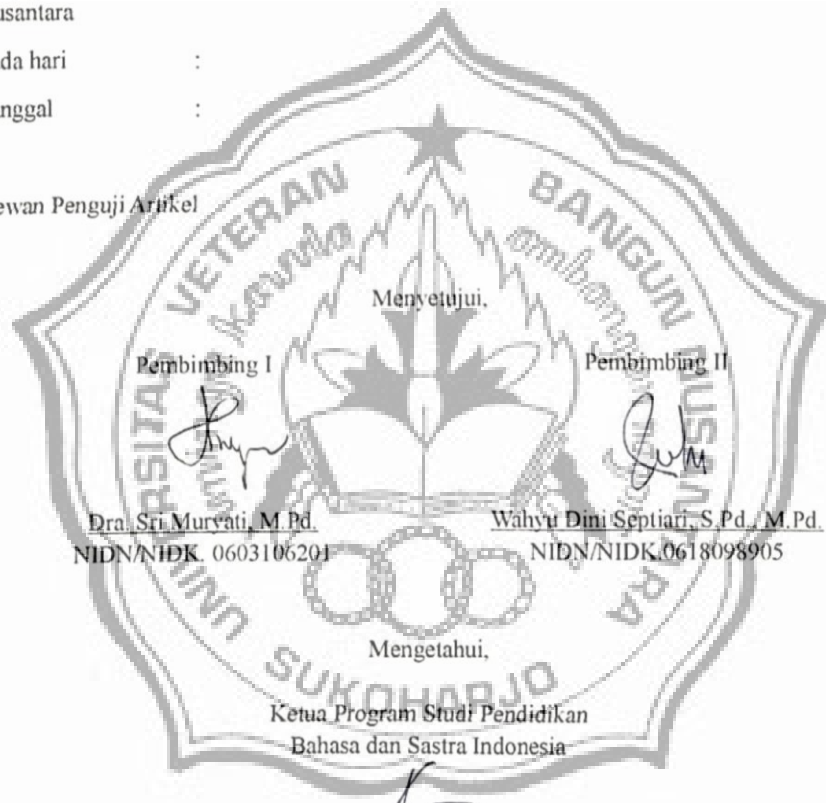 usantara
da hari :
nggal :
ewan Penguji Artikel
Menyetujui,
Pembimbing I Pembimbing II
Dra. Sri Muryati, M.Pd. Wahyu Dini Septiari, S.Pd., M.Pd.
NIDN/NIDK. 0603106201 NIDN/NIDK.0618098905
Mengetahui,
Ketua Program Studi Pendidikan
Bahasa dan Sastra Indonesia
UNIVERSITAS VETERAN BANGUN NUSANTARA
SUKOHARJO
kawula